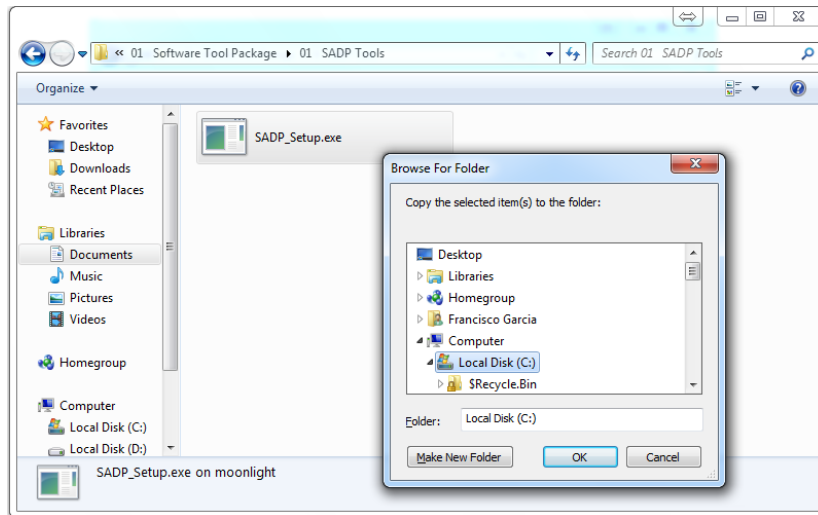 « 01 Software Tool Package ▸ 01 SADP Tools
Search 01 SADP Tools
Organize
Favorites
Desktop
Downloads
Recent Places
Libraries
Documents
Music
Pictures
Videos
Homegroup
Computer
Local Disk (C:)
Local Disk (D:)
SADP_Setup.exe
Browse For Folder
Copy the selected item(s) to the folder:
Desktop
Libraries
Homegroup
Francisco Garcia
Computer
Local Disk (C:)
$Recycle.Bin
Folder: Local Disk (C:)
Make New Folder OK Cancel
SADP_Setup.exe on moonlight